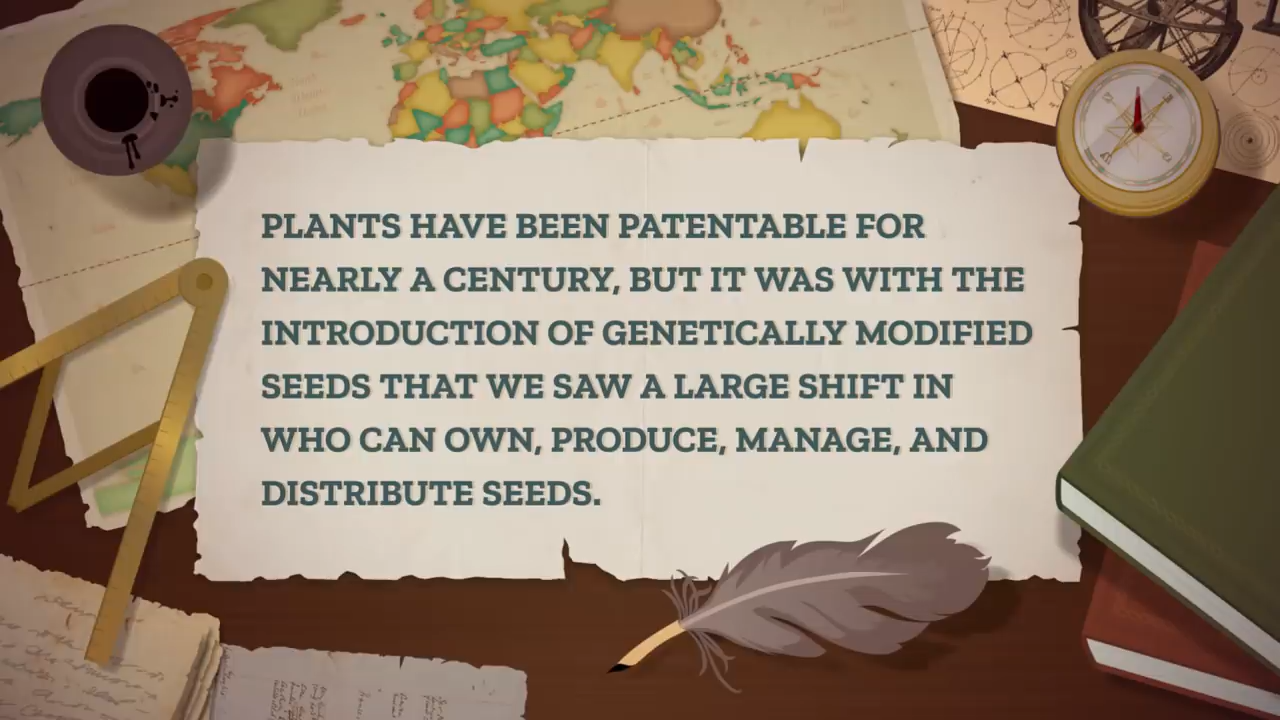 PLANTS HAVE BEEN PATENTABLE FOR
NEARLY A CENTURY, BUT IT WAS WITH THE
INTRODUCTION OF GENETICALLY MODIFIED
SEEDS THAT WE SAW A LARGE SHIFT IN
WHO CAN OWN, PRODUCE, MANAGE, AND
DISTRIBUTE SEEDS.